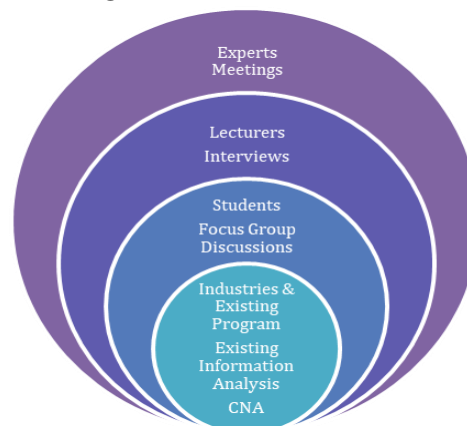 Experts
Meetings
Lecturers
Interviews
Students
Focus Group
Discussions
Industries &
Existing
Program
Existing
Information
Analysis
CNA